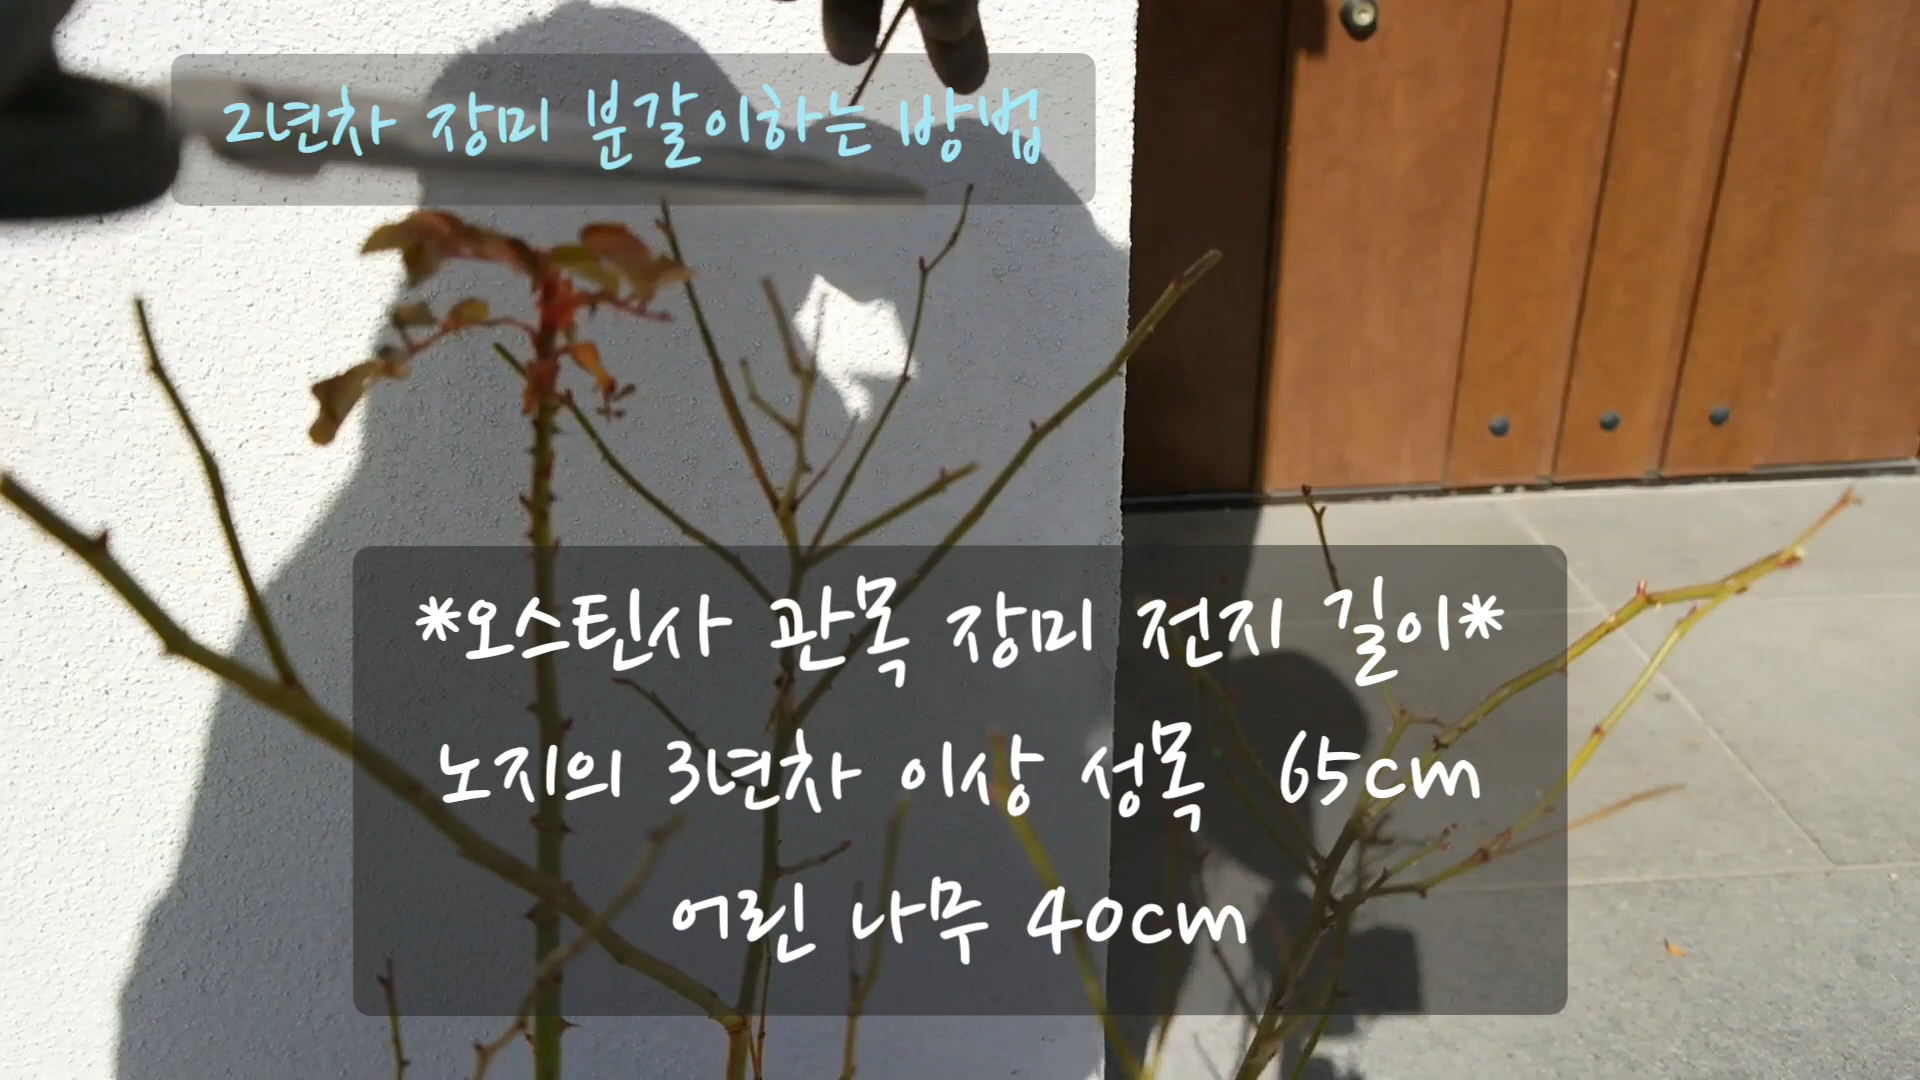 2년차 장미 분갈이하는 방법
*오스틴사 관목 장미 전지 길이*
노지의 3년차 이상 성목 65cm
어린 나무 40cm